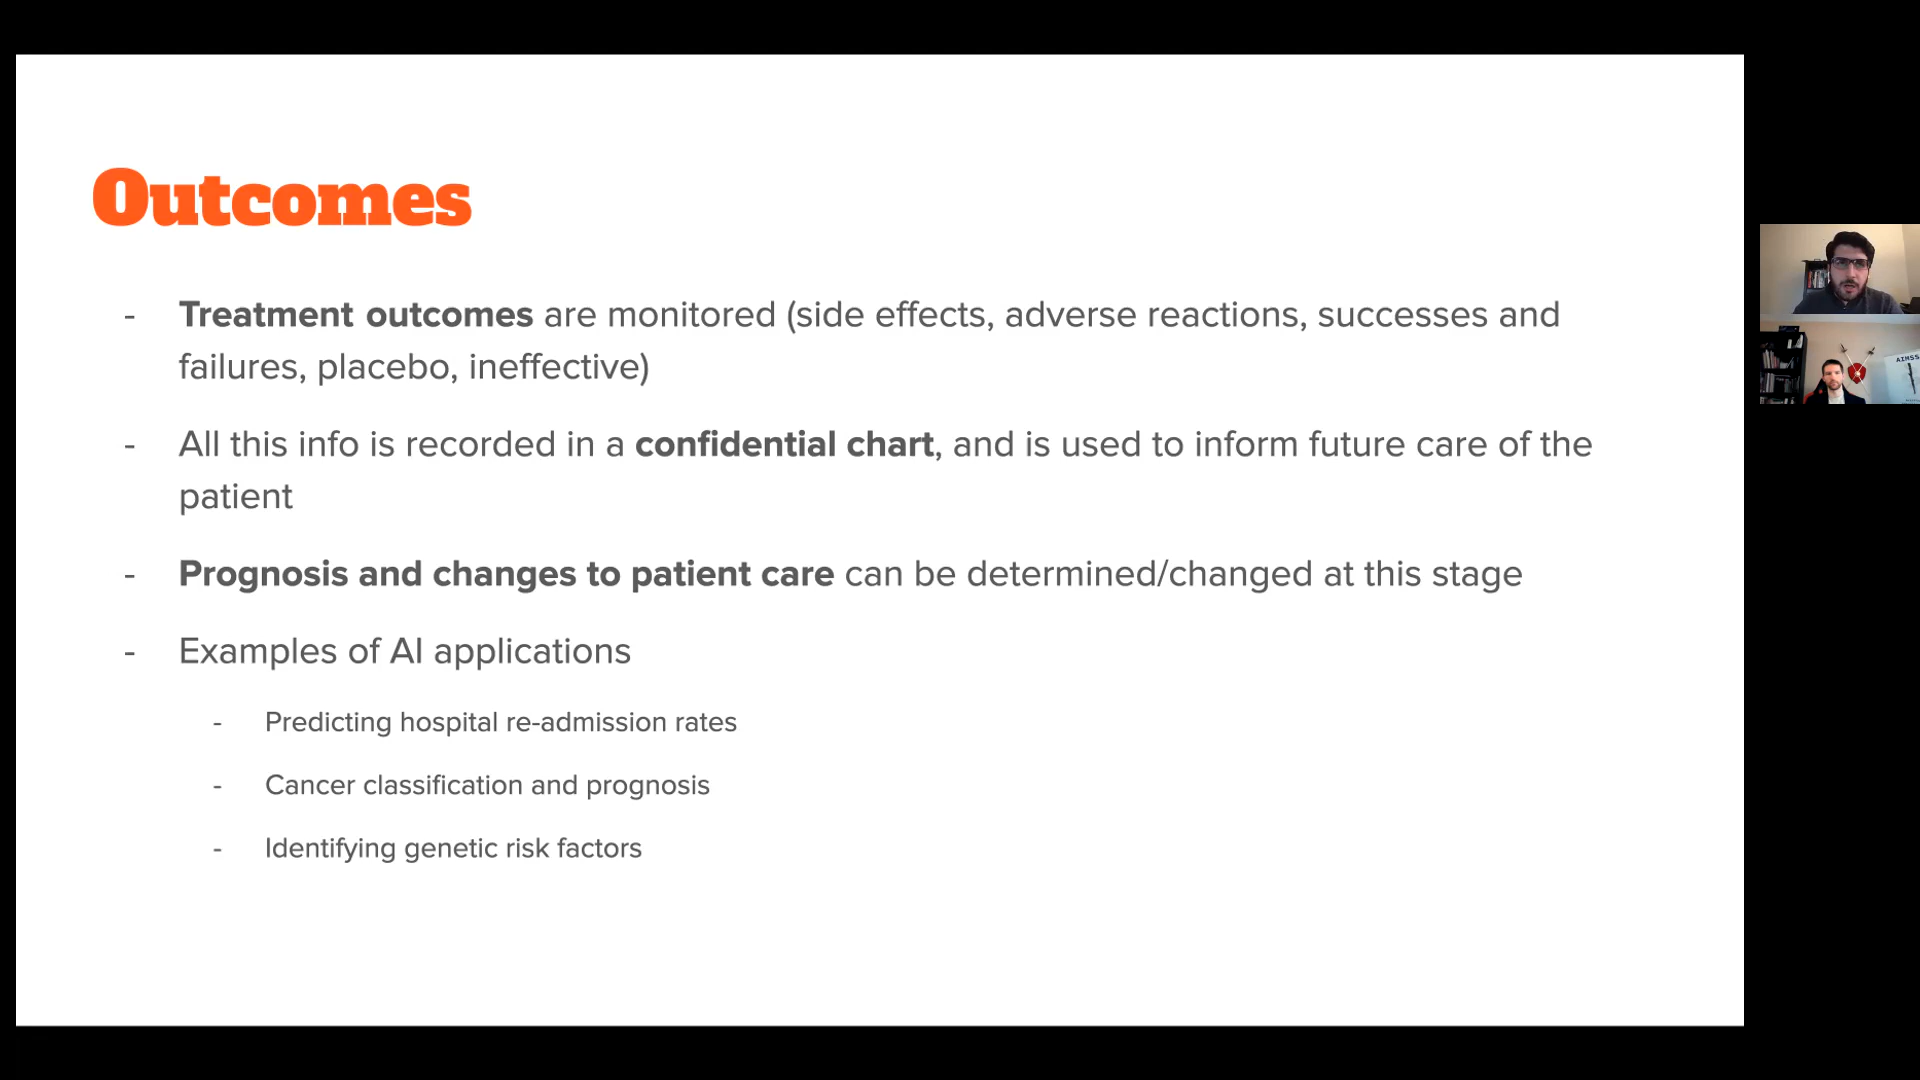 Outcomes
- Treatment outcomes are monitored (side effects, adverse reactions, successes and
failures, placebo, ineffective)
- All this info is recorded in a confidential chart, and is used to inform future care of the
patient
- Prognosis and changes to patient care can be determined/changed at this stage
- Examples of AI applications
- Predicting hospital re-admission rates
- Cancer classification and prognosis
- Identifying genetic risk factors